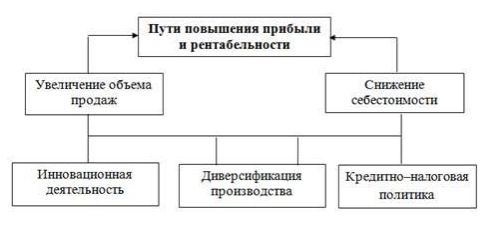 Пути повышения прибыли
и рентабельности
Увеличение объема
продаж
Снижение
себестоимости
Инновационная
деятельность
Диверсификация
производства
Кредитно–налоговая
политика